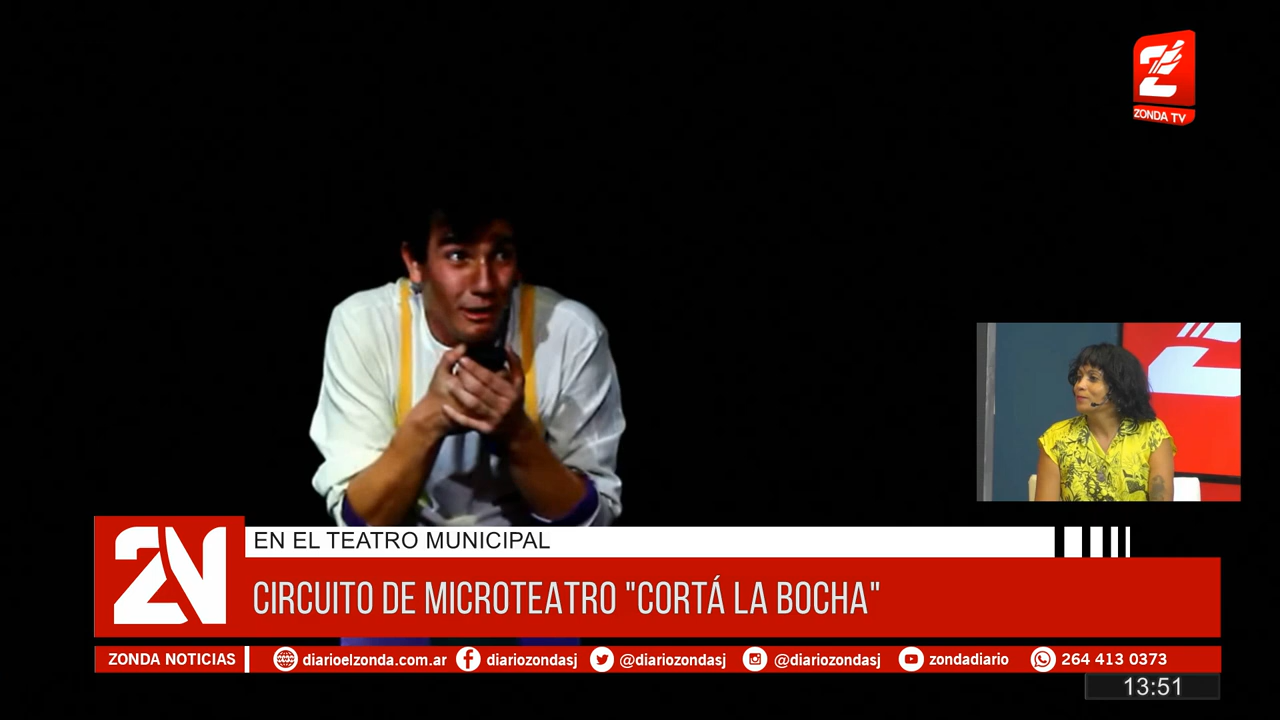 ZONDA TV
EN EL TEATRO MUNICIPAL
ZN
CIRCUITO DE MICROTEATRO "CORTÁ LA BOCHA"
ZONDA NOTICIAS
diarioelzonda.com.ar
diariozondasj
@diariozondasj
@diariozondasj
zondadiario
264 413 0373
13:51